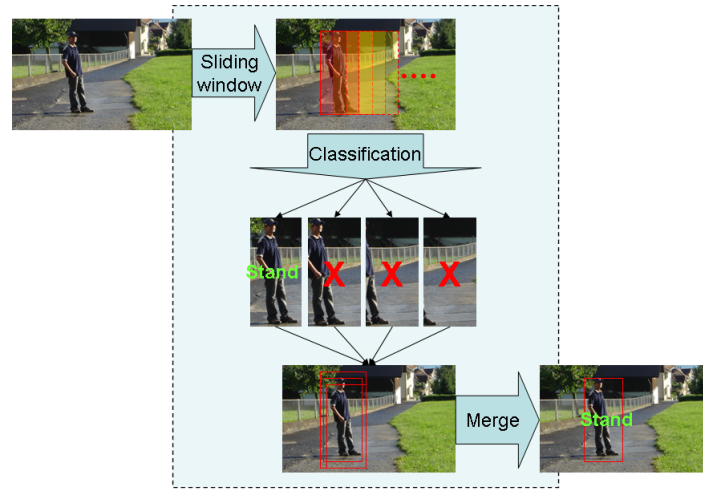 Sliding
window
Classification
Stand
X
X
X
Merge
Stand